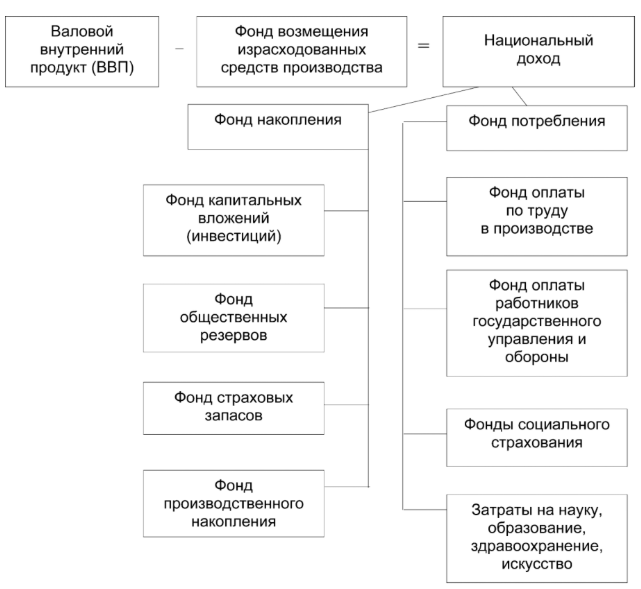 Валовой
внутренний
продукт (ВВП)
–
Фонд возмещения
израсходованных
средств производства
=
Национальный
доход
Фонд накопления
Фонд капитальных
вложений
(инвестиций)
Фонд
общественных
резервов
Фонд страховых
запасов
Фонд
производственного
накопления
Фонд потребления
Фонд оплаты
по труду
в производстве
Фонд оплаты
работников
государственного
управления и
обороны
Фонды социального
страхования
Затраты на науку,
образование,
здравоохранение,
искусство